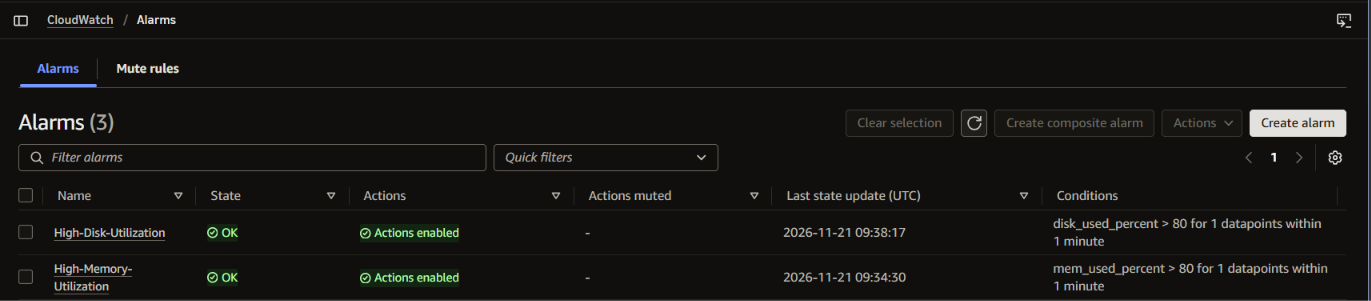 CloudWatch / Alarms
Alarms Mute rules
Alarms (3) Clear selection Create composite alarm Actions Create alarm
Filter alarms Quick filters 1
Name State Actions Actions muted Last state update (UTC) Conditions
High-Disk-Utilization OK Actions enabled - 2026-11-21 09:38:17 disk_used_percent > 80 for 1 datapoints within
1 minute
High-Memory-
Utilization OK Actions enabled - 2026-11-21 09:34:30 mem_used_percent > 80 for 1 datapoints within
1 minute